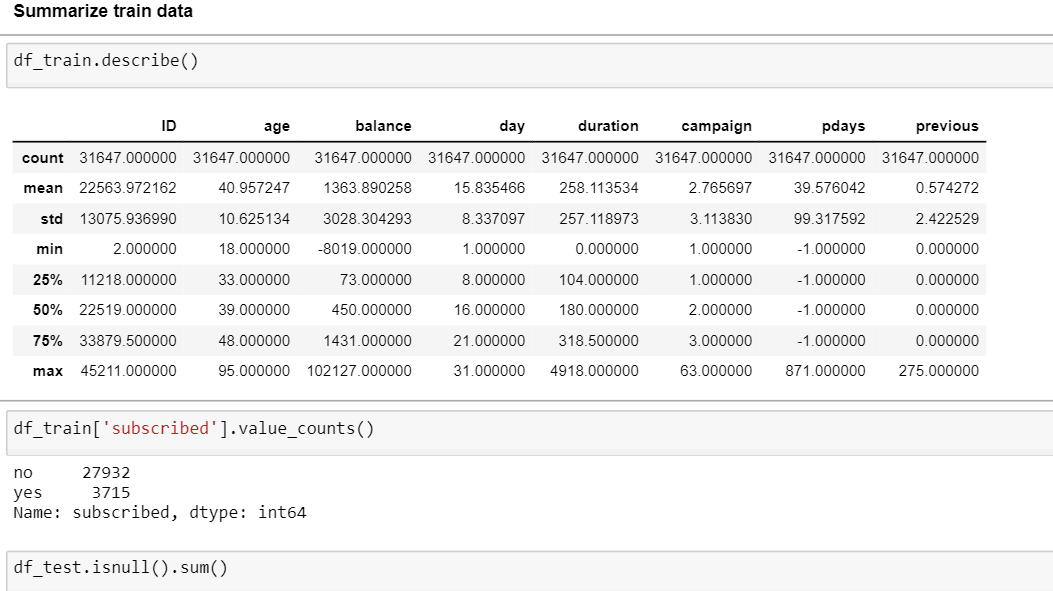 Summarize train data
df_train.describe()
ID age balance day duration campaign pdays previous
count 31647.000000 31647.000000 31647.000000 31647.000000 31647.000000 31647.000000 31647.000000 31647.000000
mean 22563.972162 40.957247 1363.890258 15.835466 258.113534 2.765697 39.576042 0.574272
std 13075.936990 10.625134 3028.304293 8.337097 257.118973 3.113830 99.317592 2.422529
min 2.000000 18.000000 -8019.000000 1.000000 0.000000 1.000000 -1.000000 0.000000
25% 11218.000000 33.000000 73.000000 8.000000 104.000000 1.000000 -1.000000 0.000000
50% 22519.000000 39.000000 450.000000 16.000000 180.000000 2.000000 -1.000000 0.000000
75% 33879.500000 48.000000 1431.000000 21.000000 318.500000 3.000000 -1.000000 0.000000
max 45211.000000 95.000000 102127.000000 31.000000 4918.000000 63.000000 871.000000 275.000000
df_train['subscribed'].value_counts()
no 27932
yes 3715
Name: subscribed, dtype: int64
df_test.isnull().sum()